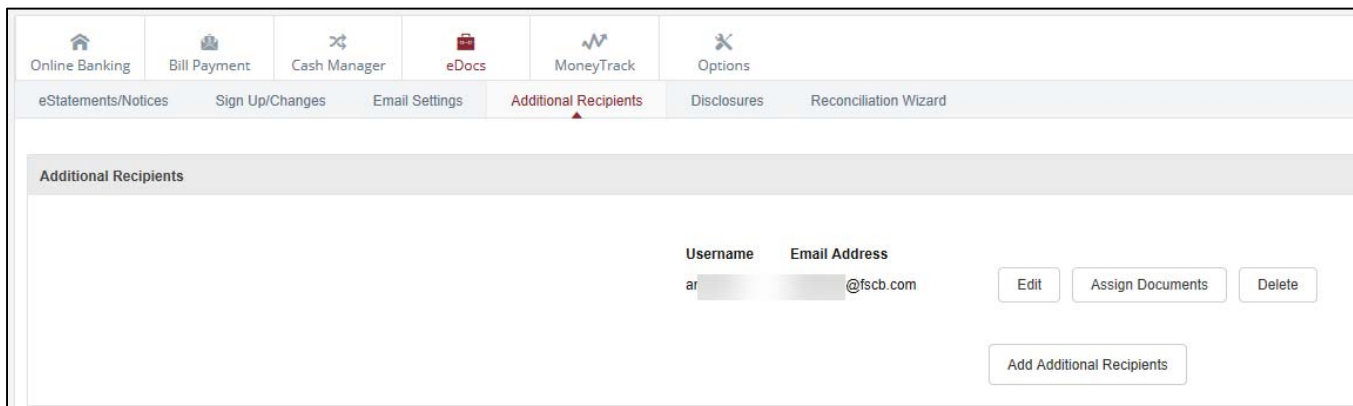 Online Banking Bill Payment Cash Manager eDocs MoneyTrack Options
eStatements/Notices Sign Up/Changes Email Settings Additional Recipients Disclosures Reconciliation Wizard
Additional Recipients
Username Email Address
ar @fscb.com Edit Assign Documents Delete
Add Additional Recipients